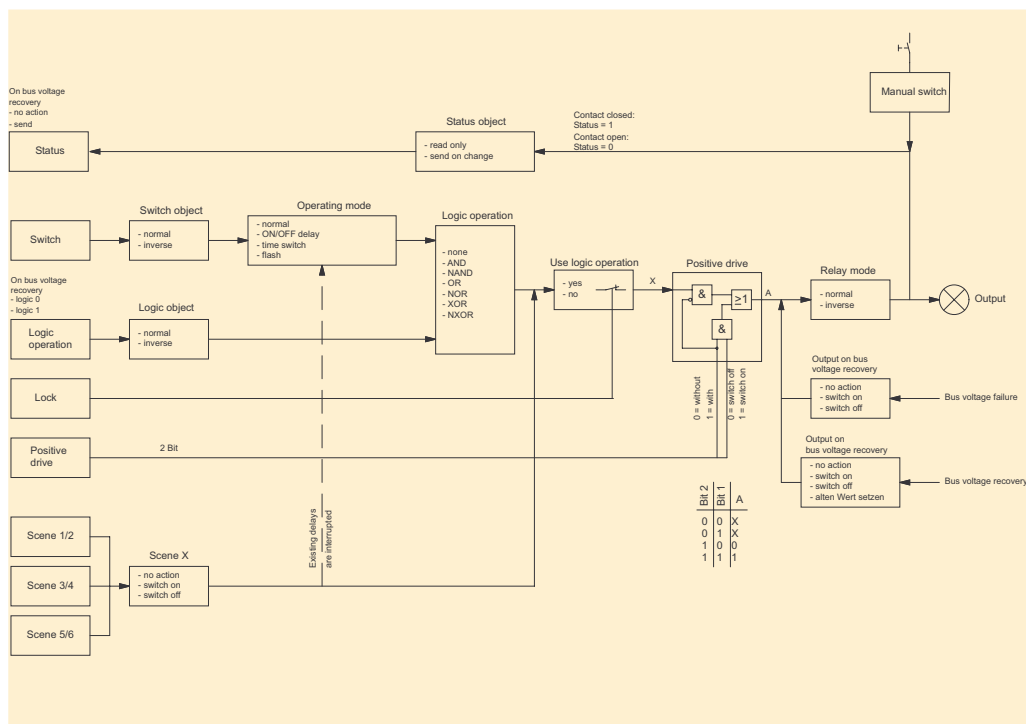 Manual switch
On bus voltage
recovery
- no action
- send
Status
Status object
- read only
- send on change
Contact closed:
Status = 1
Contact open:
Status = 0
Switch
Switch object
- normal
- inverse
Operating mode
- normal
- ON/OFF delay
- time switch
- flash
Logic operation
- none
- AND
- NAND
- OR
- NOR
- XOR
- NXOR
Use logic operation
- yes
- no
X
Positive drive
&
≥1
&
A
Relay mode
- normal
- inverse
Output
On bus voltage
recovery
- logic 0
- logic 1
Logic
operation
Logic object
- normal
- inverse
Lock
0 = without
1 = with
0 = switch off
1 = switch on
Output on bus
voltage recovery
- no action
- switch on
- switch off
Bus voltage failure
Positive
drive
2 Bit
Output on
bus voltage recovery
- no action
- switch on
- switch off
- alten Wert setzen
Bus voltage recovery
Bit 2 Bit 1 A
0 0 X
0 1 X
1 0 0
1 1 1
Existing delays
are interrupted
Scene 1/2
Scene 3/4
Scene 5/6
Scene X
- no action
- switch on
- switch off